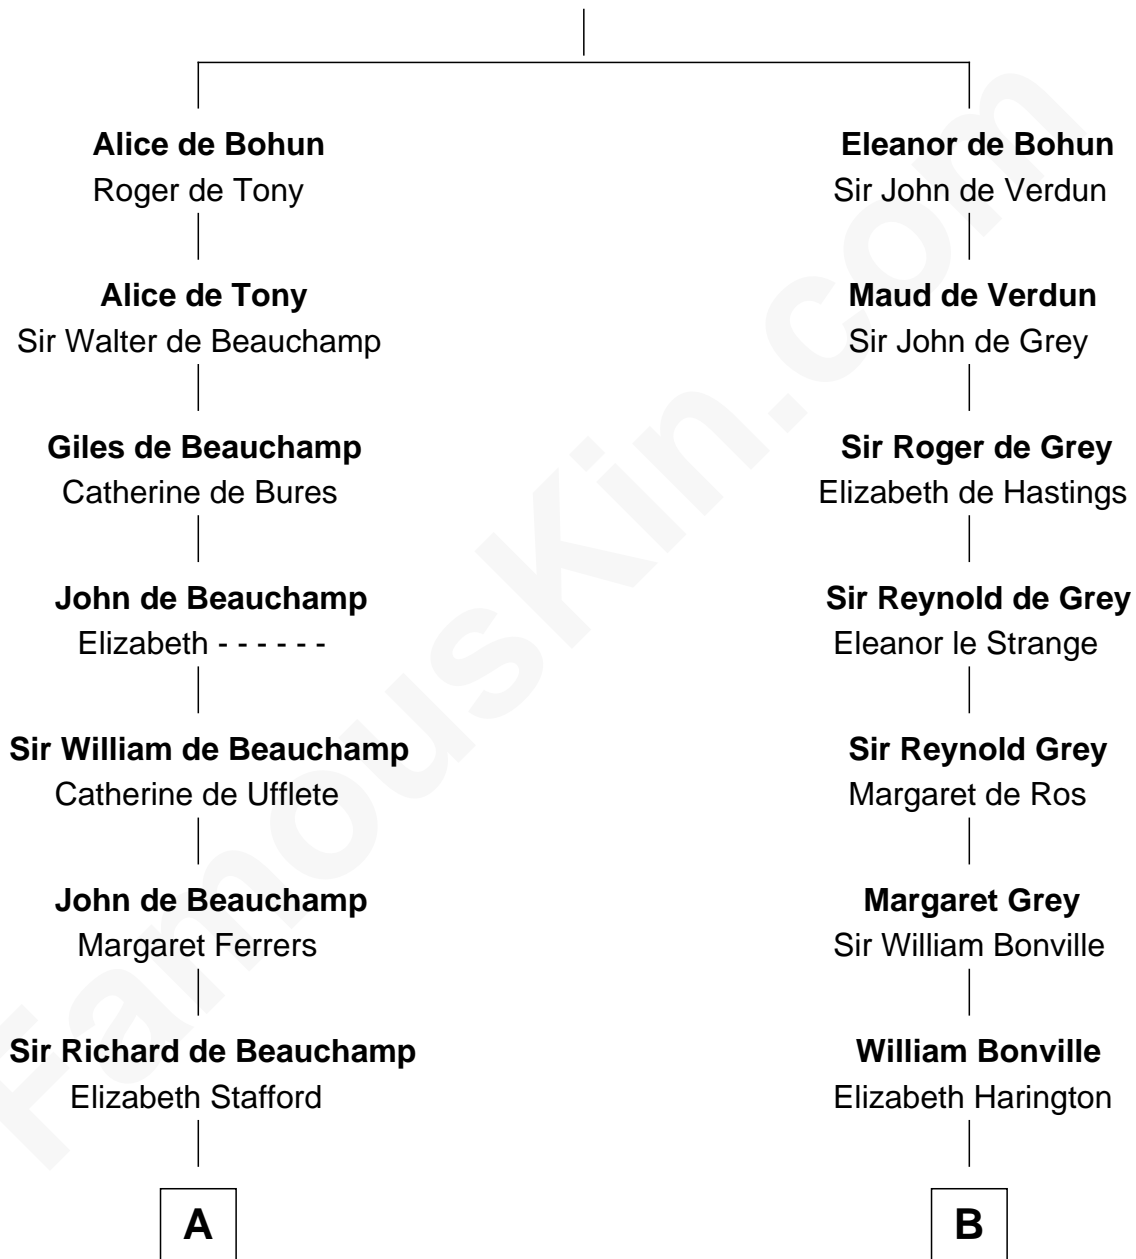 Alice de Bohun
Roger de Tony
Eleanor de Bohun
Sir John de Verdun
Alice de Tony
Sir Walter de Beauchamp
Maud de Verdun
Sir John de Grey
Giles de Beauchamp
Catherine de Bures
Sir Roger de Grey
Elizabeth de Hastings
John de Beauchamp
Elizabeth - - - - - -
Sir Reynold de Grey
Eleanor le Strange
Sir William de Beauchamp
Catherine de Ufflete
Sir Reynold Grey
Margaret de Ros
John de Beauchamp
Margaret Ferrers
Margaret Grey
Sir William Bonville
Sir Richard de Beauchamp
Elizabeth Stafford
William Bonville
Elizabeth Harington
A
B
FamousKin.com